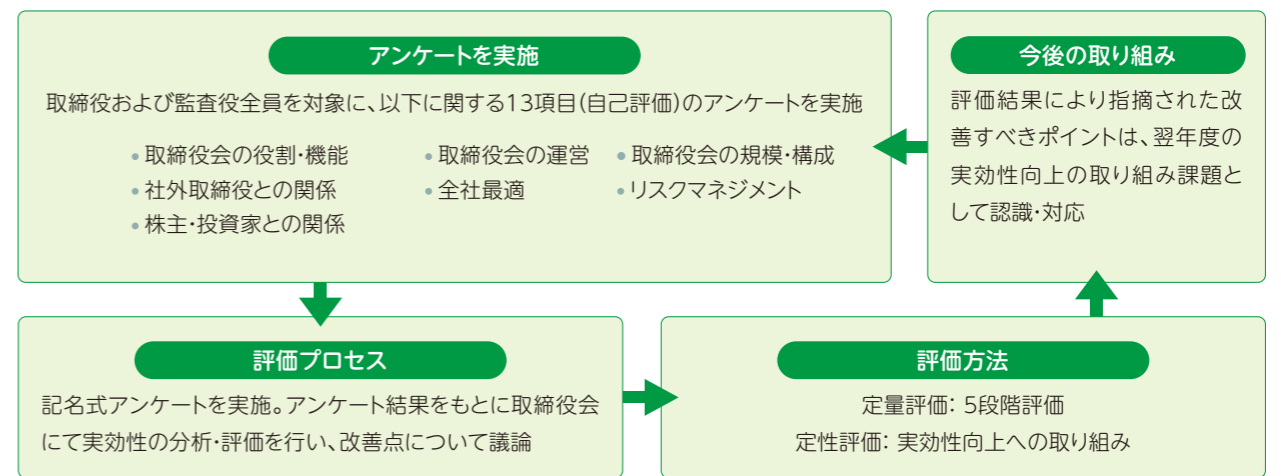 アンケートを実施
取締役および監査役全員を対象に、以下に関する13項目(自己評価)のアンケートを実施
• 取締役会の役割・機能 • 取締役会の運営 • 取締役会の規模・構成
• 社外取締役との関係 • 全社最適 • リスクマネジメント
• 株主・投資家との関係
評価プロセス
記名式アンケートを実施。アンケート結果をもとに取締役会
にて実効性の分析・評価を行い、改善点について議論
評価方法
定量評価: 5段階評価
定性評価: 実効性向上への取り組み
今後の取り組み
評価結果により指摘された改
善すべきポイントは、翌年度の
実効性向上の取り組み課題と
して認識・対応